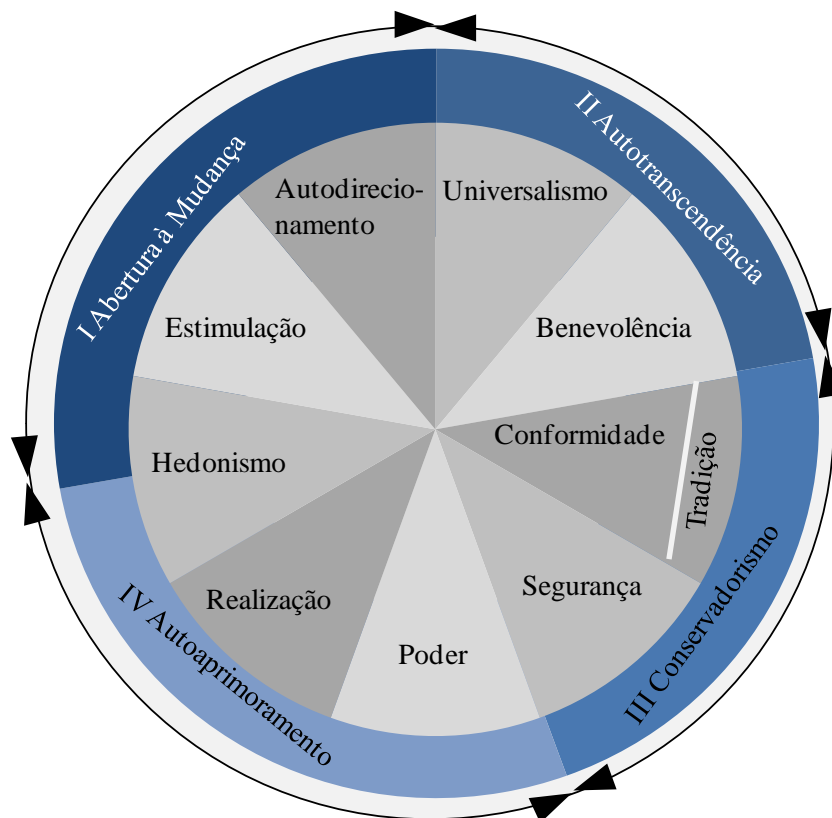 I Abertura à Mudança
II Autotranscendência
Autodirecio-
namento
Universalismo
Estimulação
Benevolência
Hedonismo
Conformidade
Tradição
Realização
Segurança
Poder
IV Autoaprimoramento
III Conservadorismo